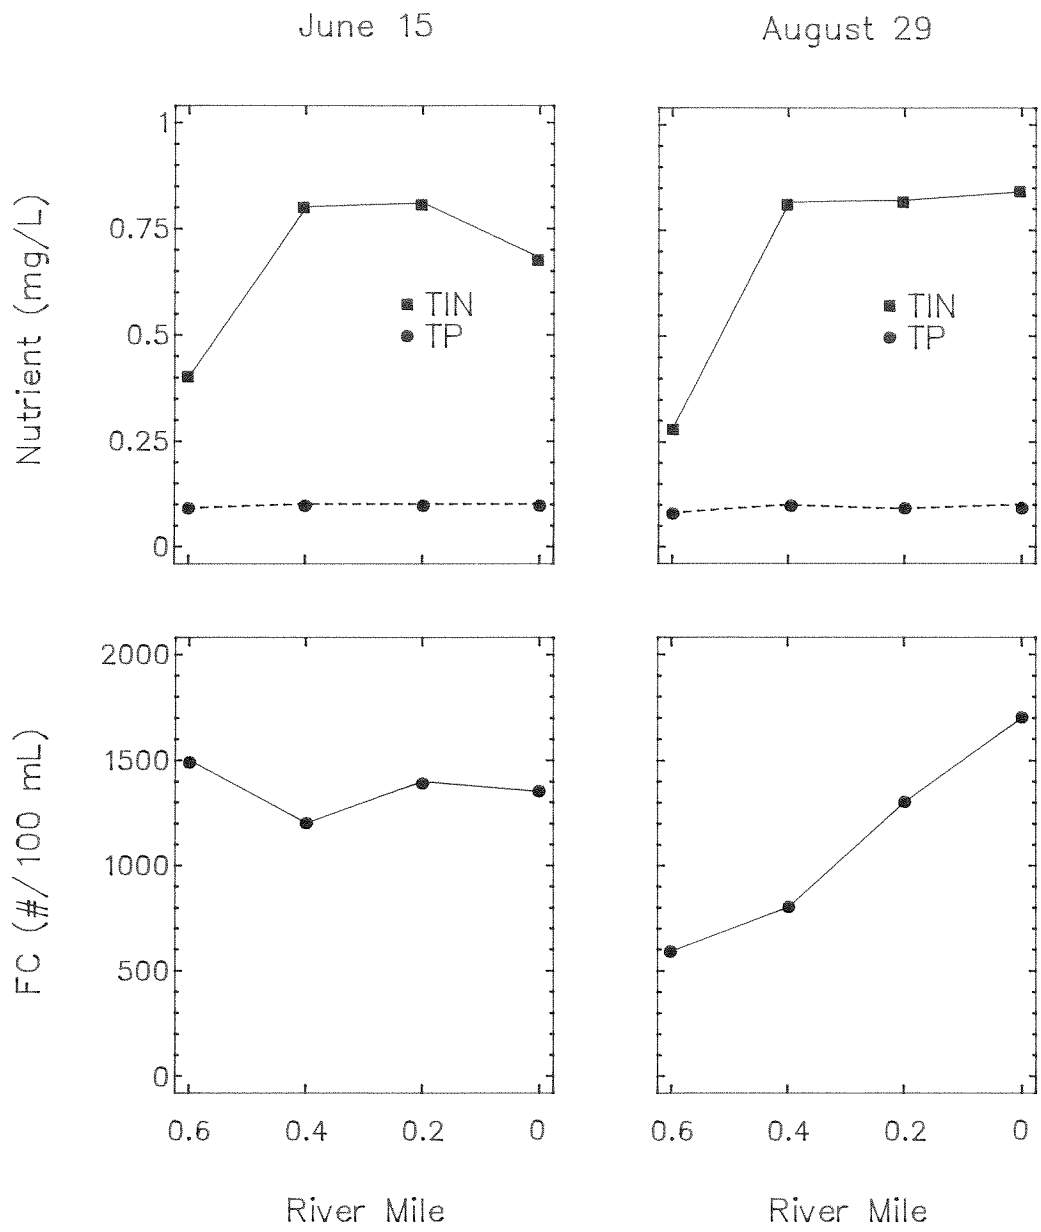 June 15
August 29
Nutrient (mg/L)
1
0.75
0.5
0.25
0
TIN
TP
TIN
TP
FC (#/100 mL)
2000
1500
1000
500
0
0.6 0.4 0.2 0
0.6 0.4 0.2 0
River Mile
River Mile